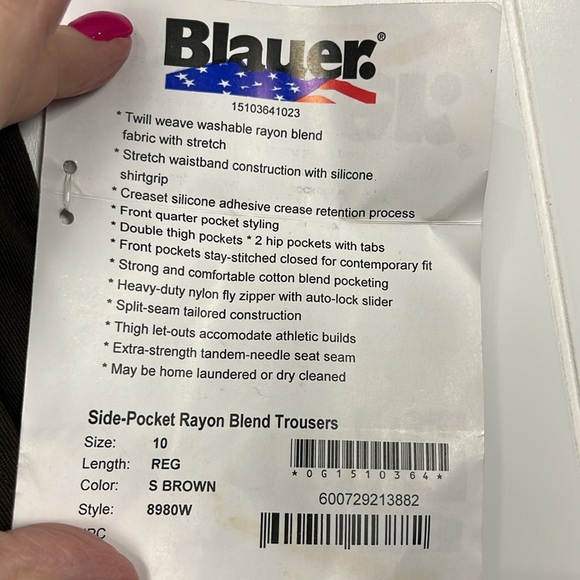 Blauer.®
15103641023
* Twill weave washable rayon blend
fabric with stretch
* Stretch waistband construction with silicone
shirtgrip
* Creaset silicone adhesive crease retention process
* Front quarter pocket styling
* Double thigh pockets * 2 hip pockets with tabs
* Front pockets stay-stitched closed for contemporary fit
* Strong and comfortable cotton blend pocketing
* Heavy-duty nylon fly zipper with auto-lock slider
* Split-seam tailored construction
* Thigh let-outs accomodate athletic builds
* Extra-strength tandem-needle seat seam
* May be home laundered or dry cleaned
Side-Pocket Rayon Blend Trousers
Size: 10
Length: REG
Color: S BROWN
Style: 8980W
*0G1510364*
600729213882